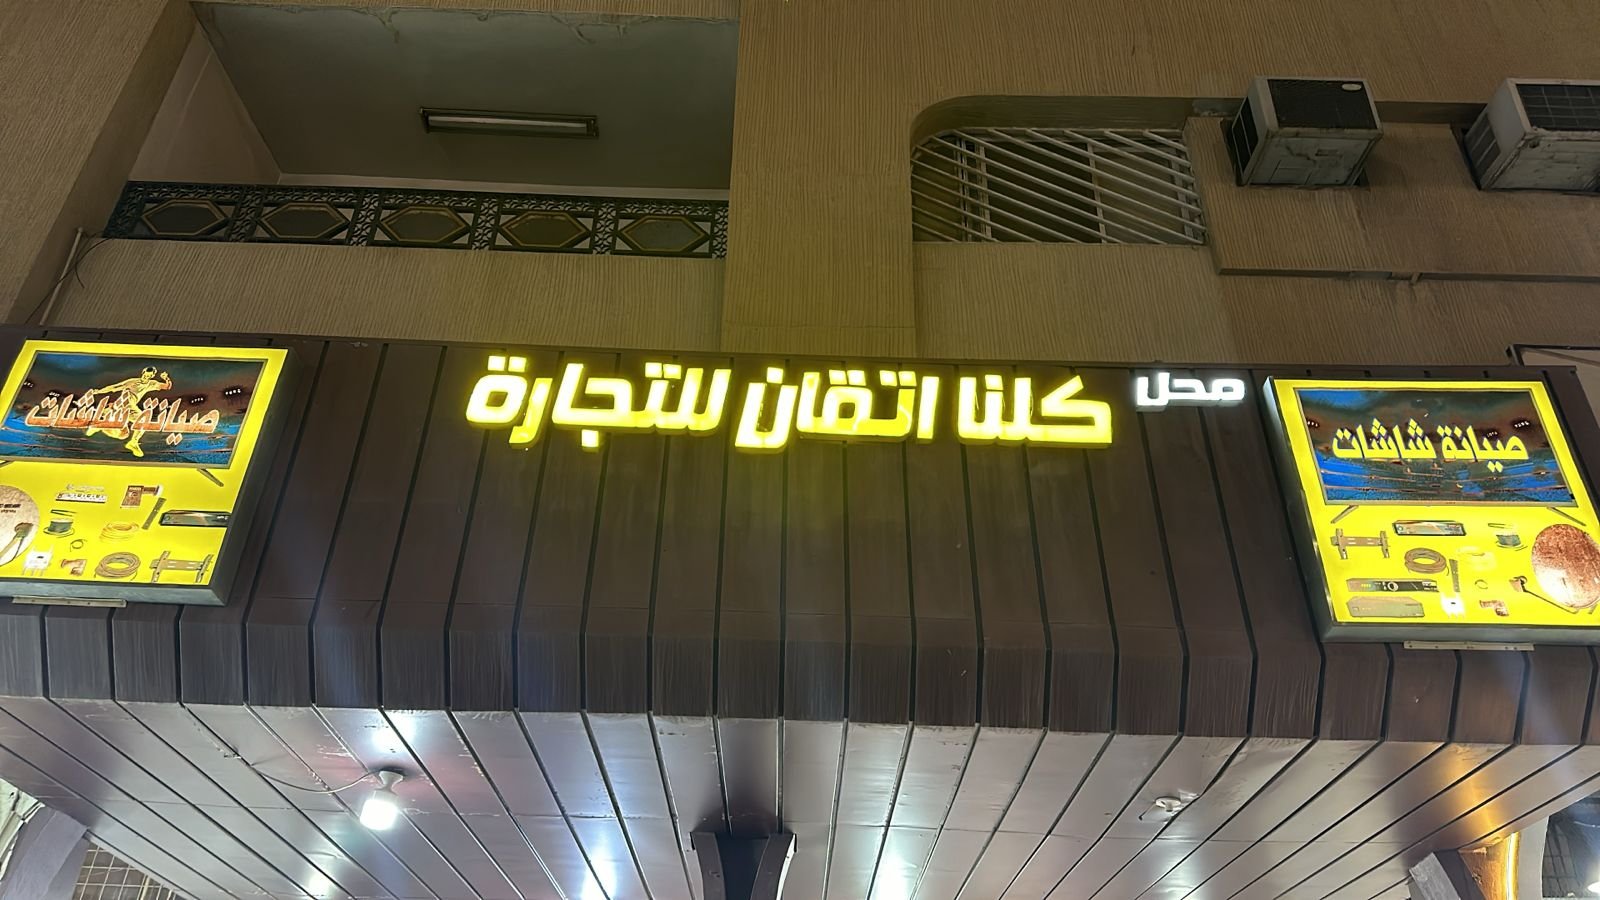 محل
كلنا اتقان للتجارة
صيانة شاشات
صيانة شاشات